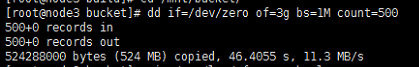 [root@node3 bucket]# dd if=/dev/zero of=3g bs=1M count=500
500+0 records in
500+0 records out
524288000 bytes (524 MB) copied, 46.4055 s, 11.3 MB/s